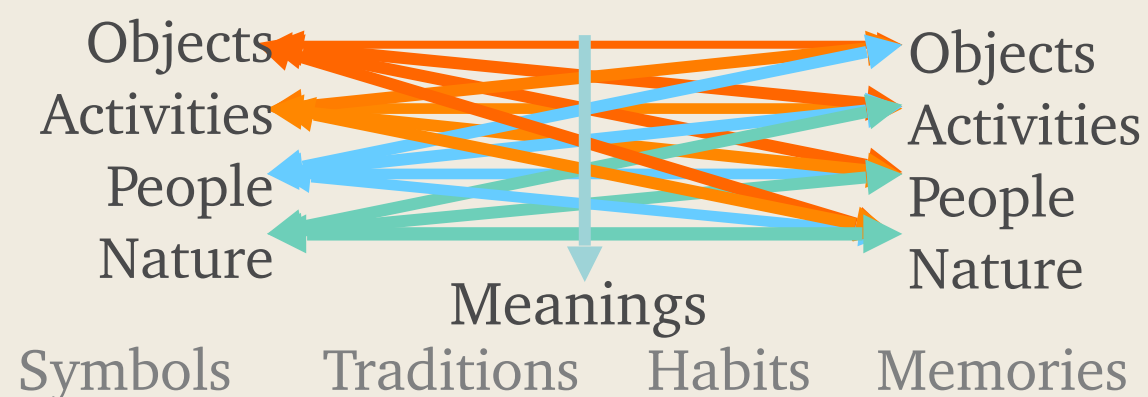 Objects Objects
Activities Activities
People People
Nature Nature
Meanings
Symbols Traditions Habits Memories